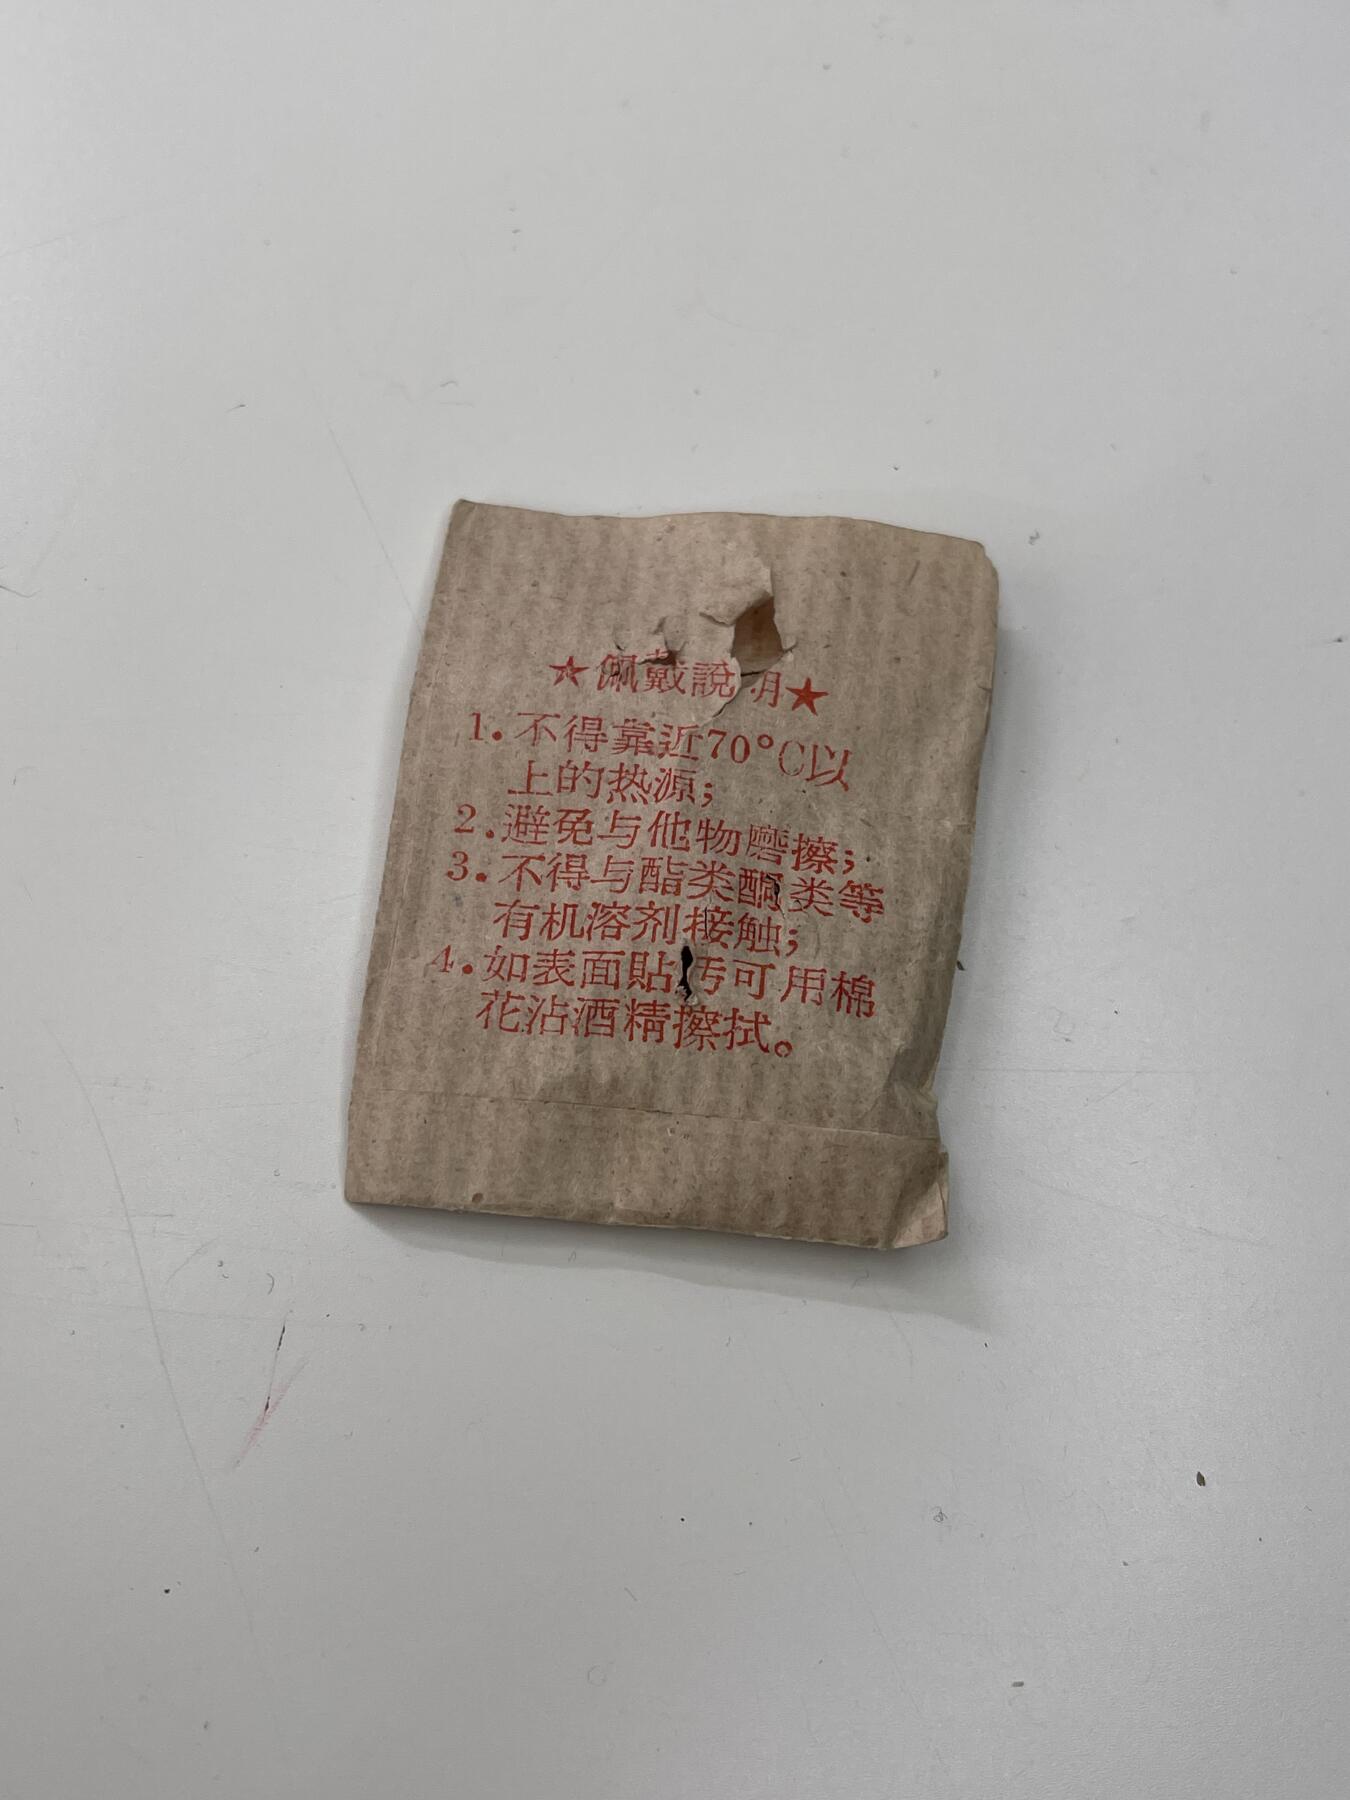 ★佩戴說明★
1.不得靠近70°C以
上的热源；
2.避免与他物磨擦；
3.不得与酯类酮类等
有机溶剂接触；
4.如表面貼污可用棉
花沾酒精擦拭。